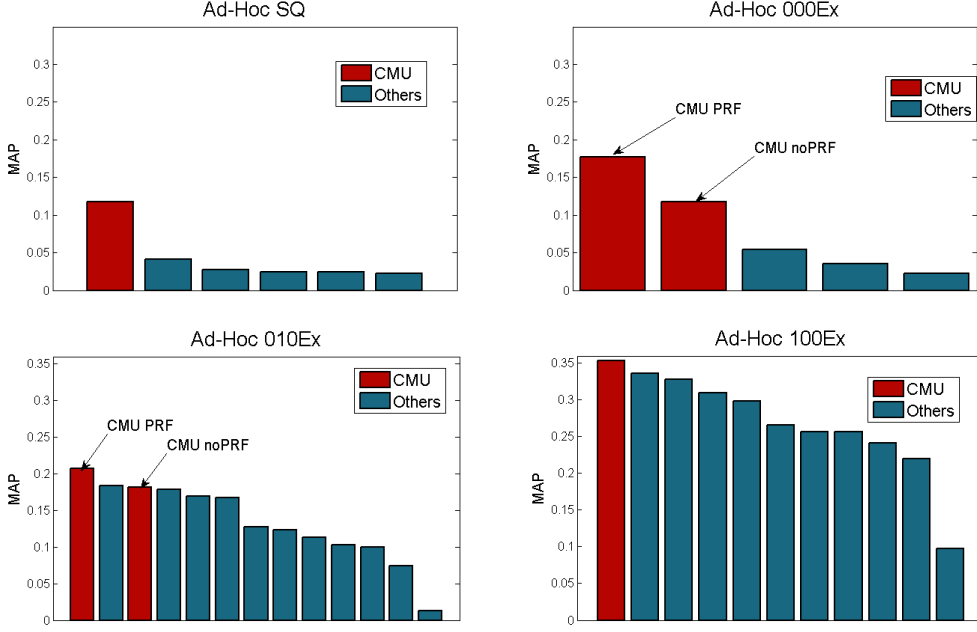 Ad-Hoc SQ
MAP
0.3
0.25
0.2
0.15
0.1
0.05
0
CMU
Others
Ad-Hoc 000Ex
MAP
0.3
0.25
0.2
0.15
0.1
0.05
0
CMU
Others
CMU PRF
CMU noPRF
Ad-Hoc 010Ex
MAP
0.35
0.3
0.25
0.2
0.15
0.1
0.05
0
CMU
Others
CMU PRF
CMU noPRF
Ad-Hoc 100Ex
MAP
0.35
0.3
0.25
0.2
0.15
0.1
0.05
0
CMU
Others